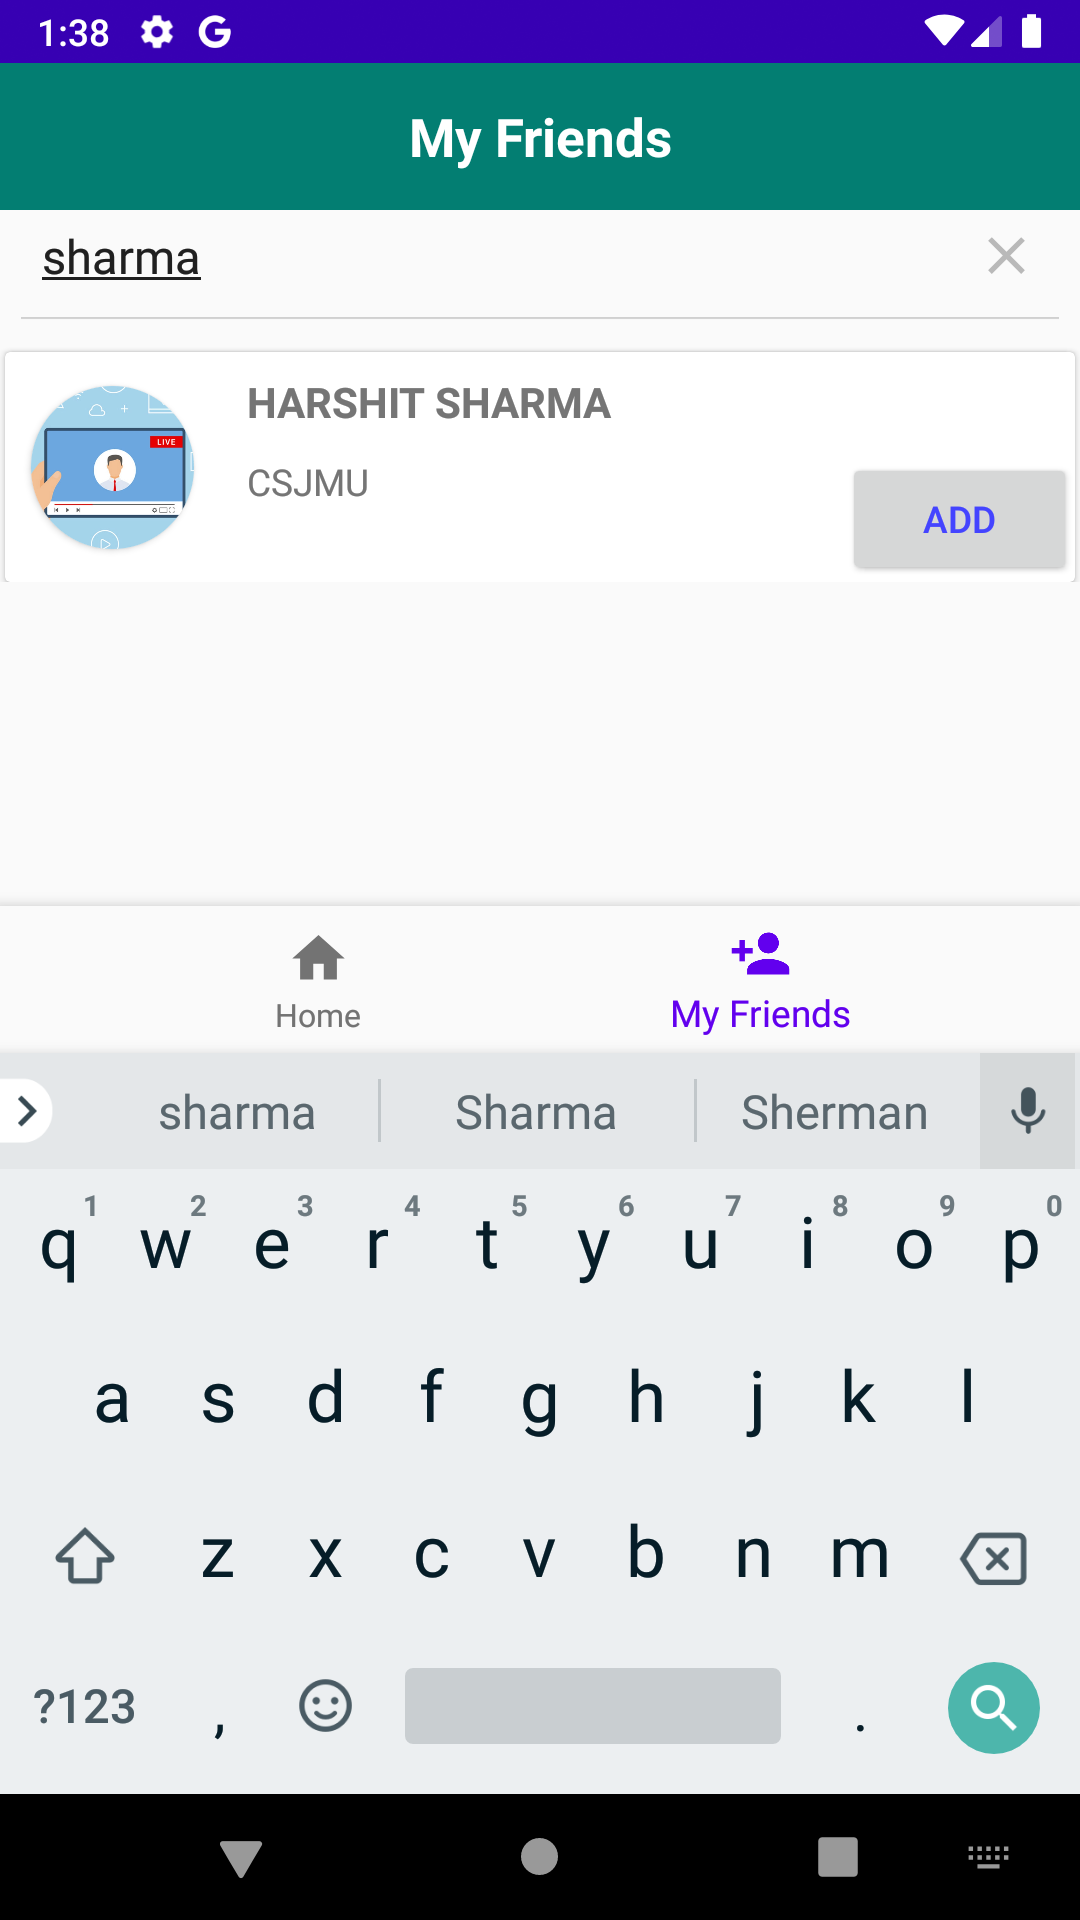 1:38
My Friends
sharma
HARSHIT SHARMA
LIVE
CSJMU
ADD
Home
My Friends
sharma Sharma Sherman
1 2 3 4 5 6 7 8 9 0
q w e r t y u i o p
a s d f g h j k l
z x c v b n m
?123 , .